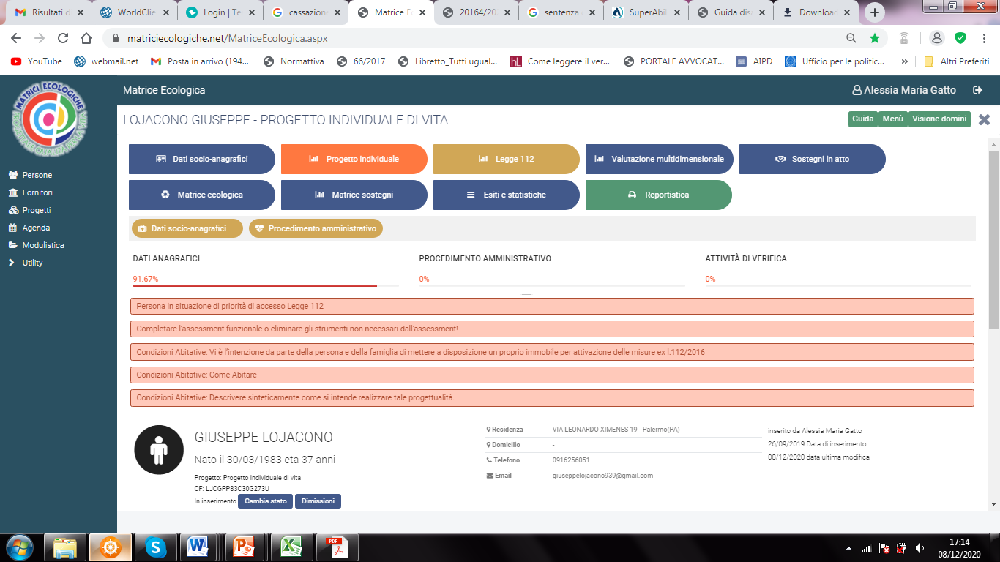 Risultati d
WorldClie
Login | Te
cassazion
Matrice E
20164/20
sentenza
SuperAbil
Guida dis
Downloa
matriciecologiche.net/MatriceEcologica.aspx
YouTube
webmail.net
Posta in arrivo (194...
Normattiva
66/2017
Libretto_Tutti ugual...
Come leggere il ver...
PORTALE AVVOCAT...
AIPD
Ufficio per le politic...
»
Altri Preferiti
MATRICI ECOLOGICHE
Matrice Ecologica
Alessia Maria Gatto
LOJACONO GIUSEPPE - PROGETTO INDIVIDUALE DI VITA
Guida
Menù
Visione domini
Persone
Fornitori
Progetti
Agenda
Modulistica
Utility
Dati socio-anagrafici
Progetto individuale
Legge 112
Valutazione multidimensionale
Sostegni in atto
Matrice ecologica
Matrice sostegni
Esiti e statistiche
Reportistica
Dati socio-anagrafici
Procedimento amministrativo
DATI ANAGRAFICI
91.67%
PROCEDIMENTO AMMINISTRATIVO
0%
ATTIVITÀ DI VERIFICA
0%
Persona in situazione di priorità di accesso Legge 112
Completare l'assessment funzionale o eliminare gli strumenti non necessari dall'assessment!
Condizioni Abitative: Vi è l'intenzione da parte della persona e della famiglia di mettere a disposizione un proprio immobile per attivazione delle misure ex l.112/2016
Condizioni Abitative: Come Abitare
Condizioni Abitative: Descrivere sinteticamente come si intende realizzare tale progettualità.
GIUSEPPE LOJACONO
Nato il 30/03/1983 eta 37 anni
Progetto: Progetto individuale di vita
CF: LJCGPP83C30G273U
In inserimento Cambia stato Dimissioni
Residenza VIA LEONARDO XIMENES 19 - Palermo(PA)
Domicilio -
Telefono 0916256051
Email giuseppelojacono939@gmail.com
inserito da Alessia Maria Gatto
26/09/2019 Data di inserimento
08/12/2020 data ultima modifica
17:14
08/12/2020